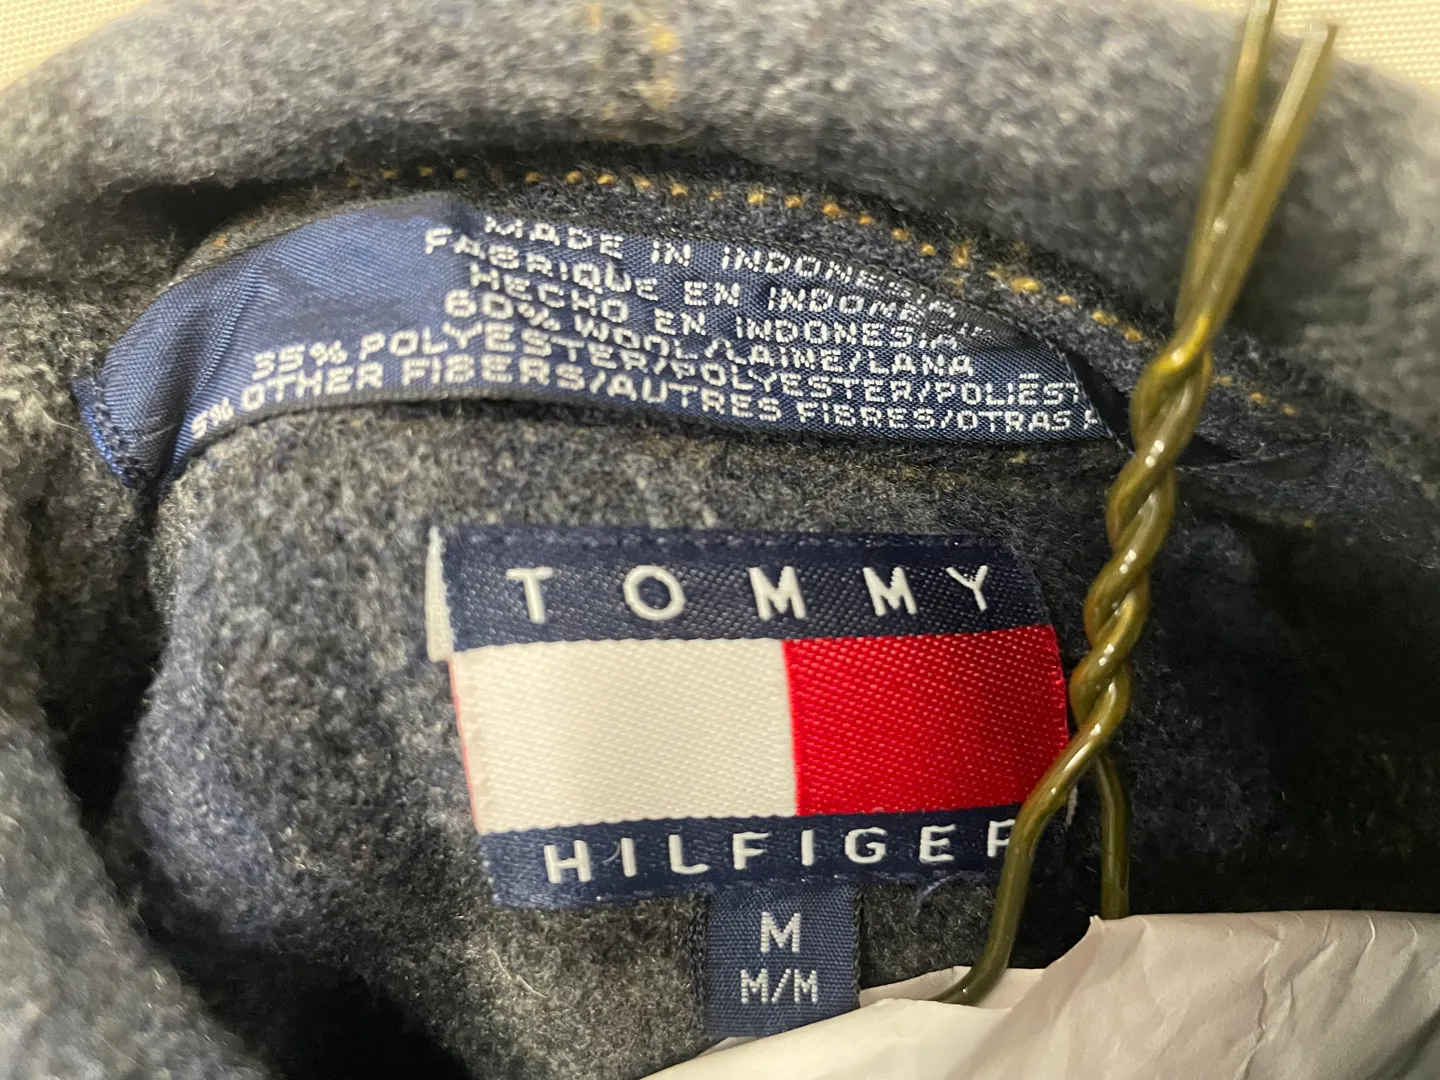 MADE IN INDONESIA
FABRIQUE EN INDONESIE
HECHO EN INDONESIA
60% WOOL/LAINE/LANA
35% POLYESTER/POLYESTER/POLIÉST
5% OTHER FIBERS/AUTRES FIBRES/OTRAS
TOMMY
HILFIGER
M
M/M